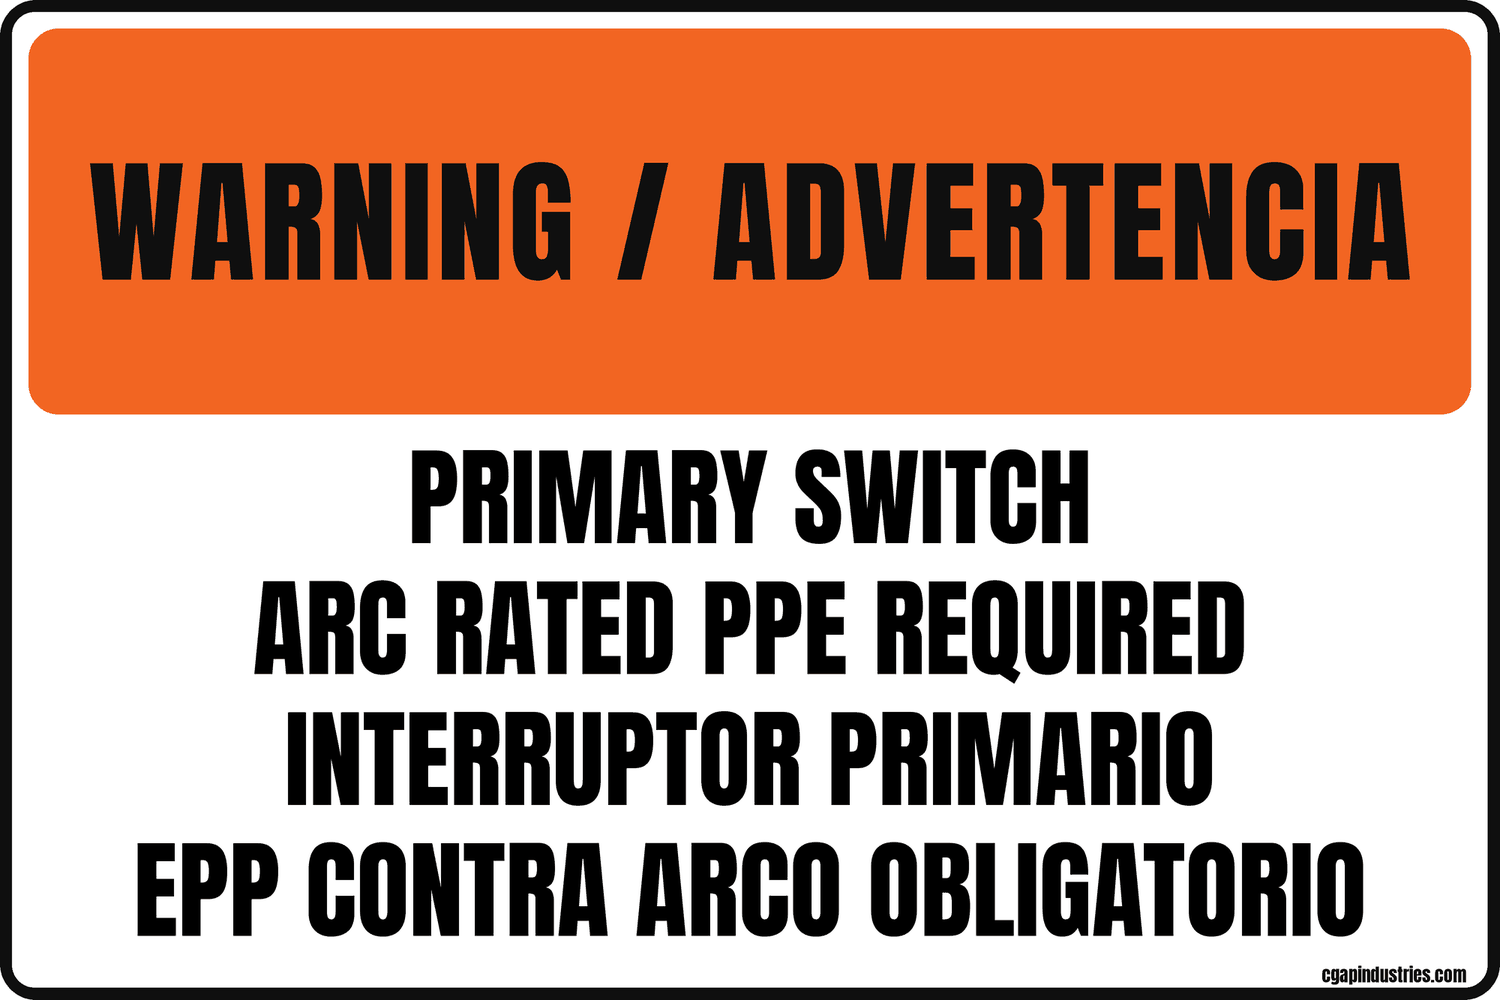 WARNING / ADVERTENCIA
PRIMARY SWITCH
ARC RATED PPE REQUIRED
INTERRUPTOR PRIMARIO
EPP CONTRA ARCO OBLIGATORIO
cgapindustries.com